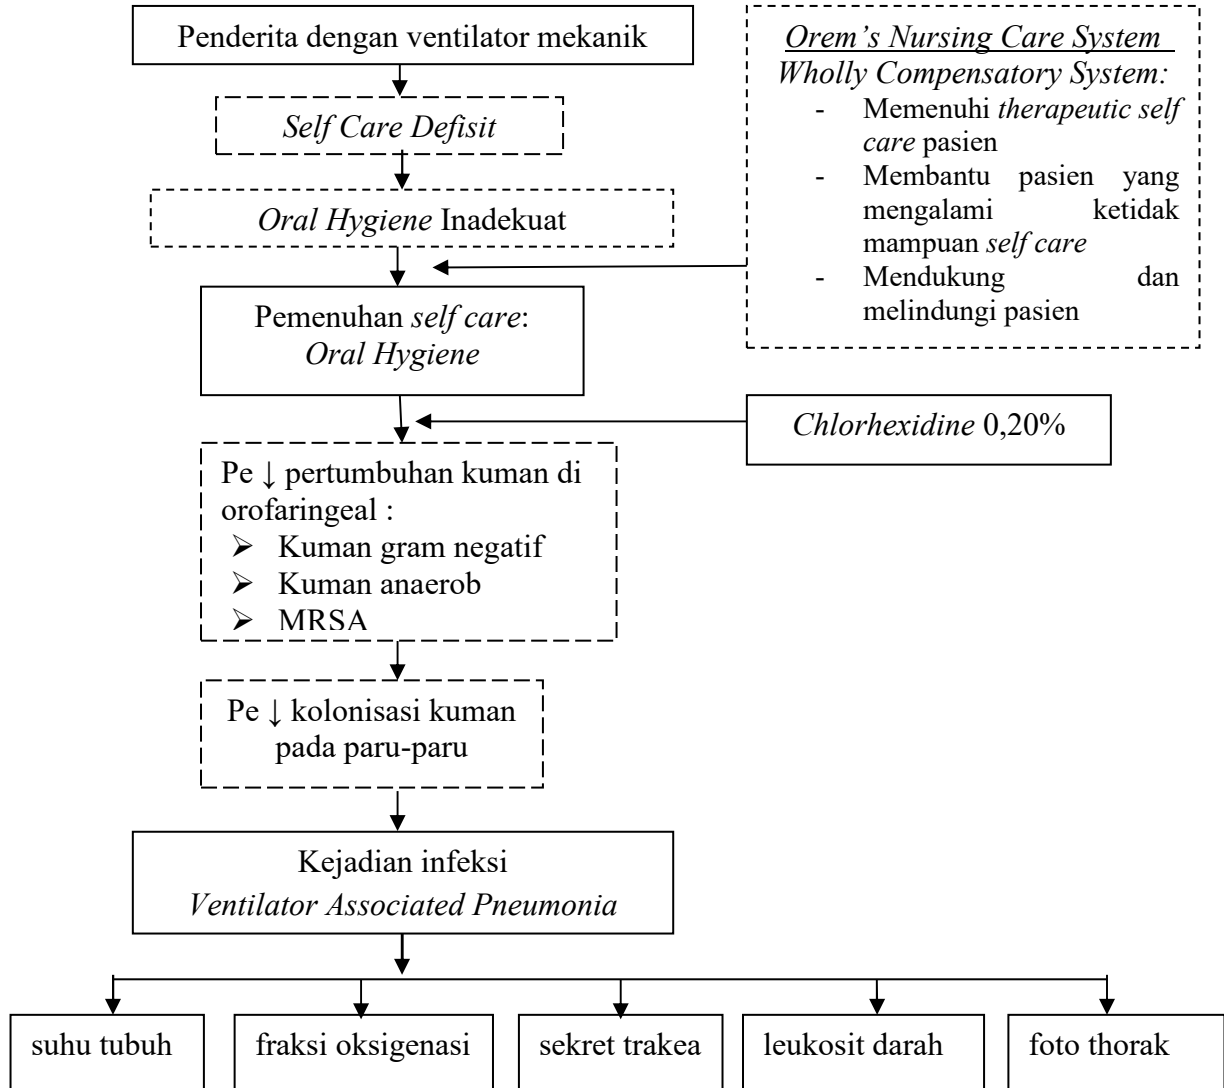 Penderita dengan ventilator mekanik
Orem’s Nursing Care System
Wholly Compensatory System:
- Memenuhi therapeutic self
care pasien
- Membantu pasien yang
mengalami ketidak
mampuan self care
- Mendukung dan
melindungi pasien
Self Care Defisit
Oral Hygiene Inadekuat
Pemenuhan self care:
Oral Hygiene
Chlorhexidine 0,20%
Pe ↓ pertumbuhan kuman di
orofaringeal :
➢ Kuman gram negatif
➢ Kuman anaerob
➢ MRSA
Pe ↓ kolonisasi kuman
pada paru-paru
Kejadian infeksi
Ventilator Associated Pneumonia
suhu tubuh
fraksi oksigenasi
sekret trakea
leukosit darah
foto thorak